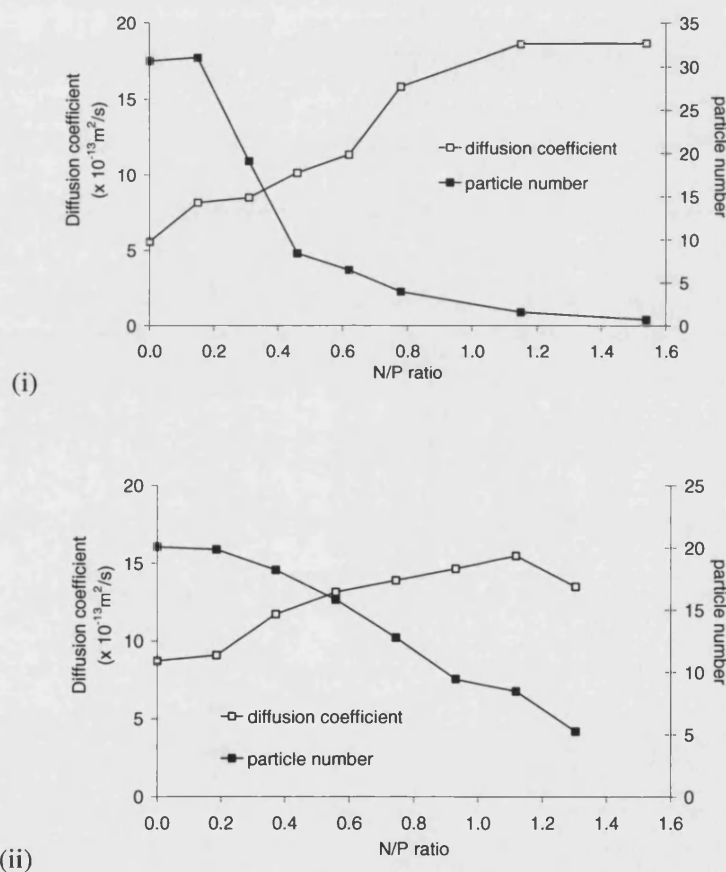 20
15
10
5
0
Diffusion coefficient
(x 10⁻¹³m²/s)
35
30
25
20
15
10
5
0
particle number
diffusion coefficient
particle number
0.0 0.2 0.4 0.6 0.8 1.0 1.2 1.4 1.6
N/P ratio
(i)
20
15
10
5
0
Diffusion coefficient
(x 10⁻¹³m²/s)
25
20
15
10
5
0
particle number
diffusion coefficient
particle number
0.0 0.2 0.4 0.6 0.8 1.0 1.2 1.4 1.6
N/P ratio
(ii)